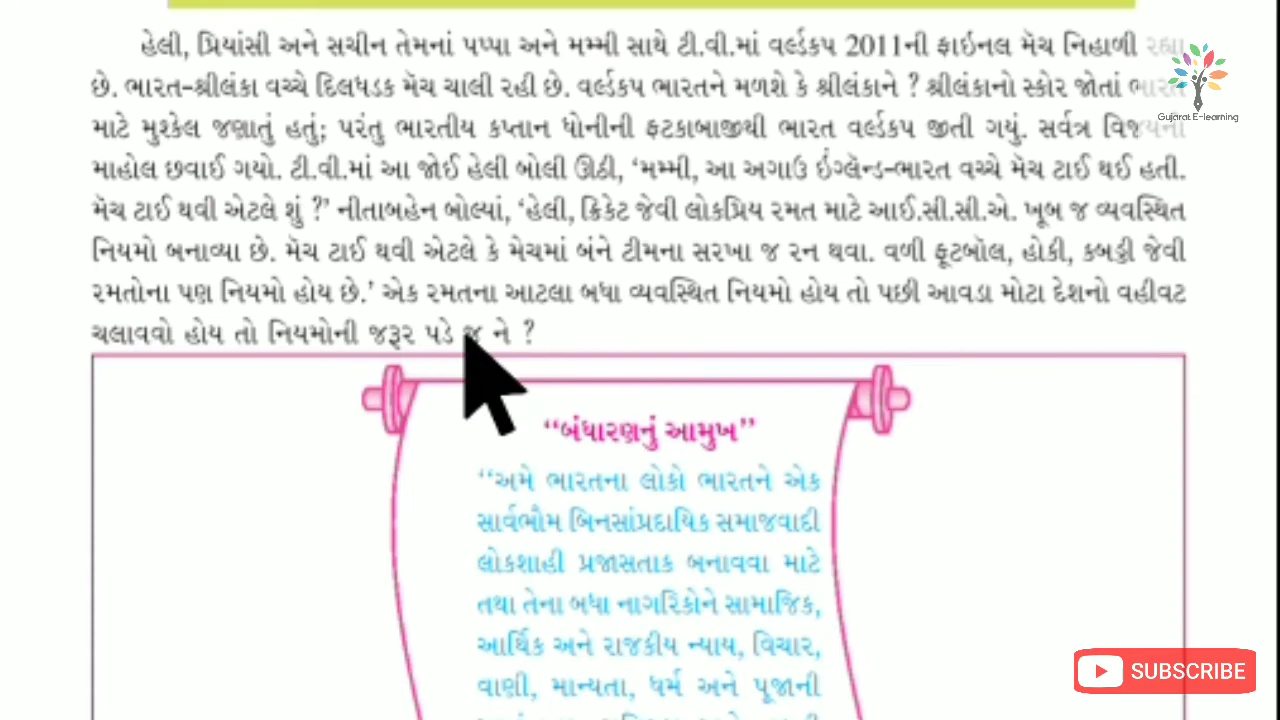 હેલી, પ્રિયાંસી અને સચીન તેમનાં પપ્પા અને મમ્મી સાથે ટી.વી.માં વર્લ્ડકપ 2011ની ફાઇનલ મૅચ નિહાળી રહ્યા
છે. ભારત-શ્રીલંકા વચ્ચે દિલધડક મૅચ ચાલી રહી છે. વર્લ્ડકપ ભારતને મળશે કે શ્રીલંકાને ? શ્રીલંકાનો સ્કોર જોતાં ભારત
માટે મુશ્કેલ જણાતું હતું; પરંતુ ભારતીય કપ્તાન ધોનીની ફટકાબાજીથી ભારત વર્લ્ડકપ જીતી ગયું. સર્વત્ર વિજયનો
માહોલ છવાઈ ગયો. ટી.વી.માં આ જોઈ હેલી બોલી ઊઠી, ‘મમ્મી, આ અગાઉ ઇંગ્લૅન્ડ-ભારત વચ્ચે મૅચ ટાઈ થઈ હતી.
મૅચ ટાઈ થવી એટલે શું ?’ નીતાબહેન બોલ્યાં, ‘હેલી, ક્રિકેટ જેવી લોકપ્રિય રમત માટે આઈ.સી.સી.એ. ખૂબ જ વ્યવસ્થિત
નિયમો બનાવ્યા છે. મૅચ ટાઈ થવી એટલે કે મેચમાં બંને ટીમના સરખા જ રન થવા. વળી ફૂટબૉલ, હોકી, કબડ્ડી જેવી
રમતોના પણ નિયમો હોય છે.’ એક રમતના આટલા બધા વ્યવસ્થિત નિયમો હોય તો પછી આવડા મોટા દેશનો વહીવટ
ચલાવવો હોય તો નિયમોની જરૂર પડે જ ને ?
“બંધારણનું આમુખ”
“અમે ભારતના લોકો ભારતને એક
સાર્વભૌમ બિનસાંપ્રદાયિક સમાજવાદી
લોકશાહી પ્રજાસતાક બનાવવા માટે
તથા તેના બધા નાગરિકોને સામાજિક,
આર્થિક અને રાજકીય ન્યાય, વિચાર,
વાણી, માન્યતા, ધર્મ અને પૂજાની
Gujarat E-learning
SUBSCRIBE